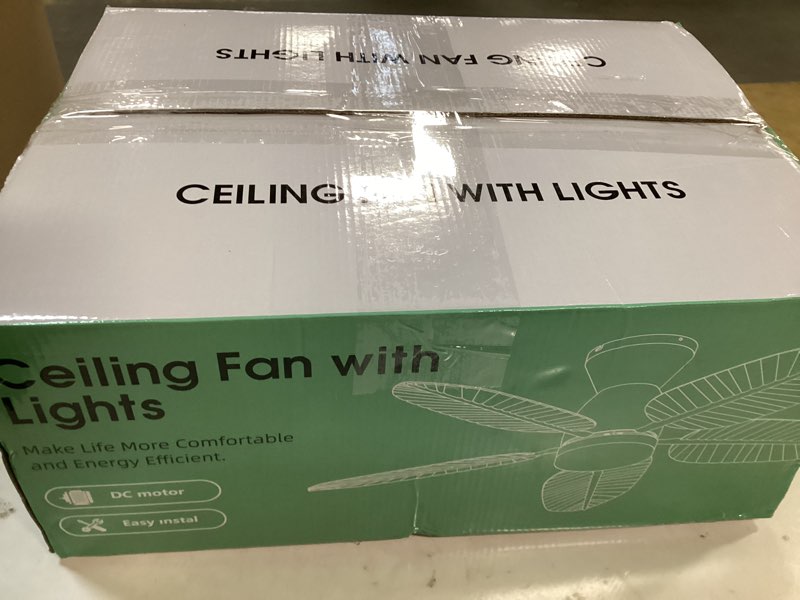 CEILING FAN WITH LIGHTS
CEILING FAN WITH LIGHTS
Ceiling Fan with
Lights
Make Life More Comfortable
and Energy Efficient.
DC motor
Easy instal